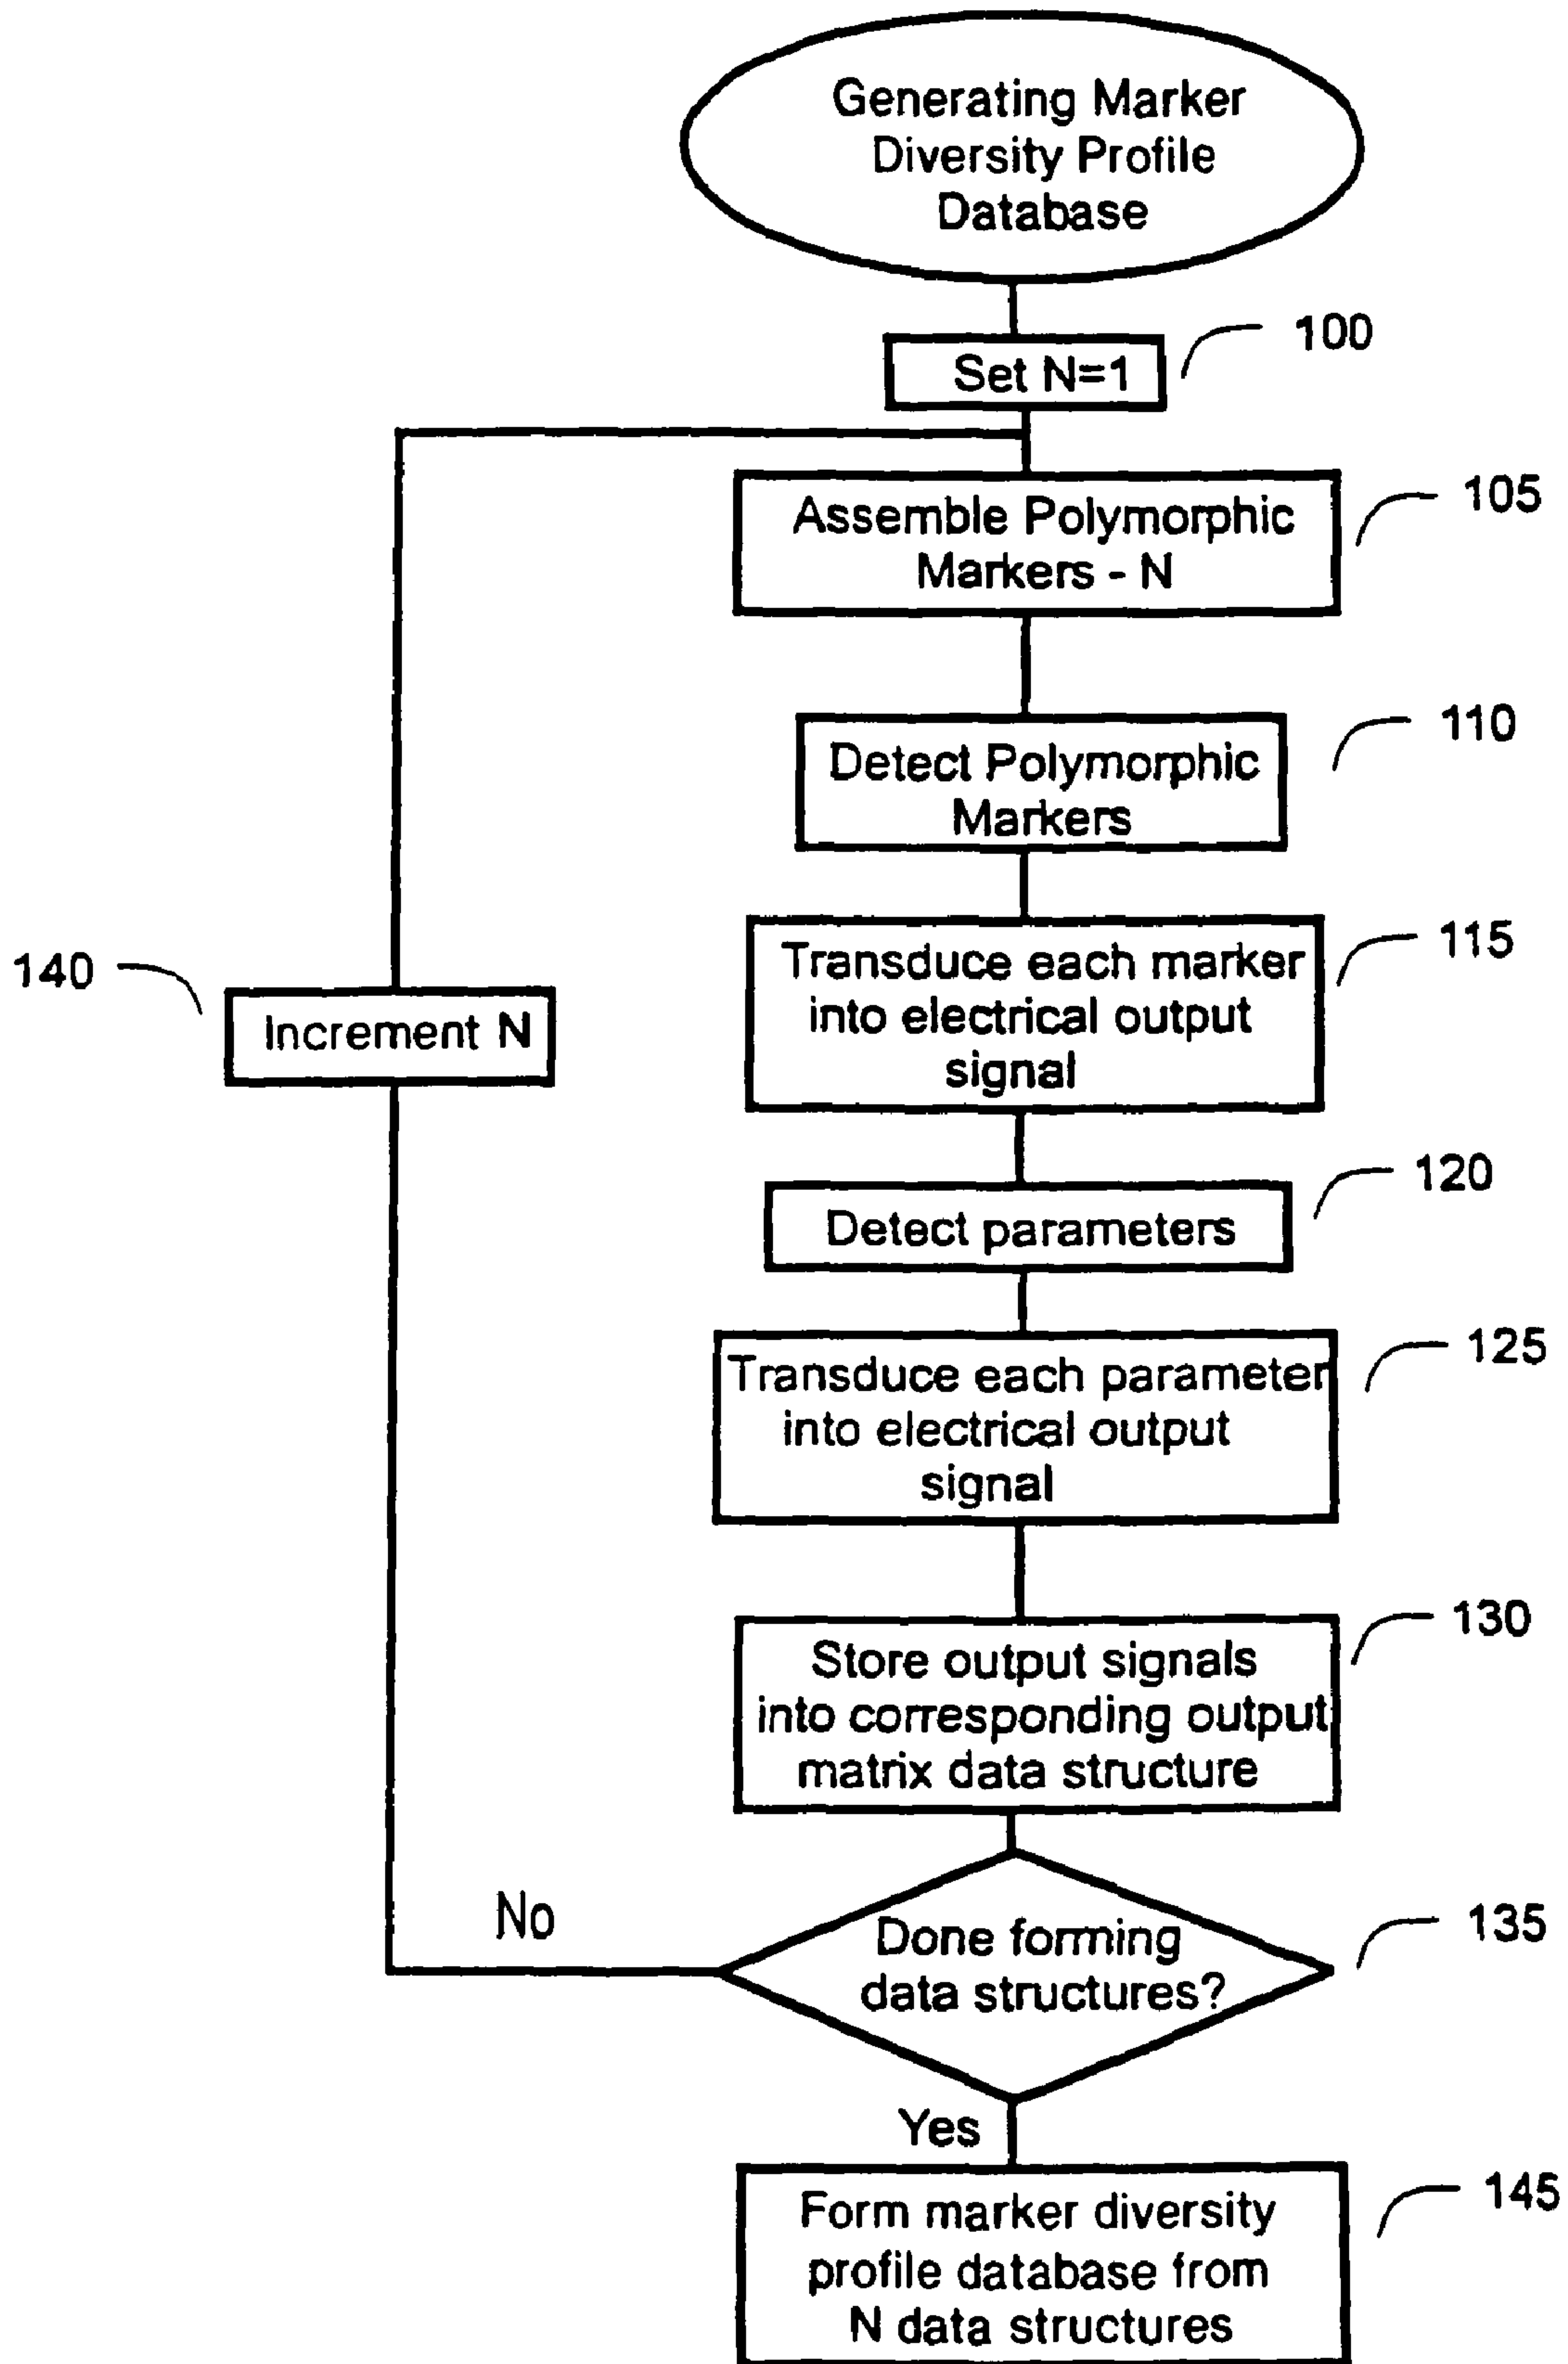 Generating Marker
Diversity Profile
Database
100
Set N=1
105
Assemble Polymorphic
Markers - N
110
Detect Polymorphic
Markers
115
Transduce each marker
into electrical output
signal
140
Increment N
120
Detect parameters
125
Transduce each parameter
into electrical output
signal
130
Store output signals
into corresponding output
matrix data structure
No
135
Done forming
data structures?
Yes
145
Form marker diversity
profile database from
N data structures